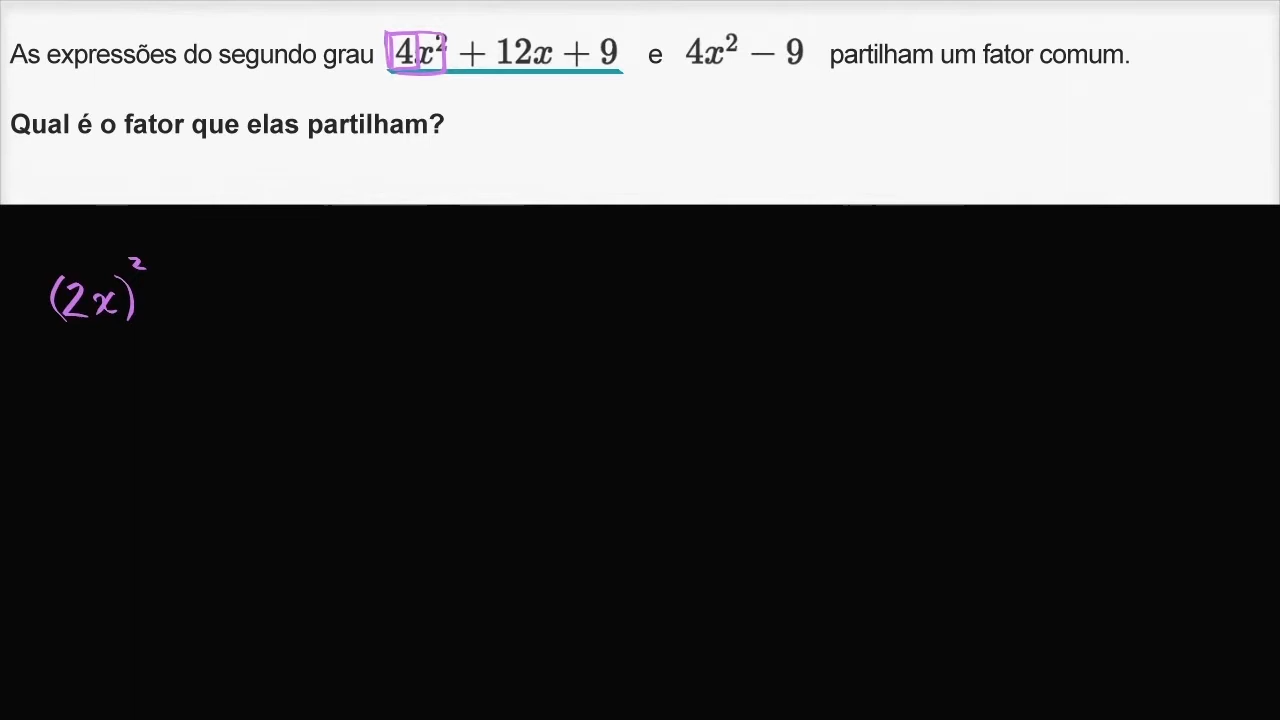 As expressões do segundo grau 4x² + 12x + 9 e 4x² − 9 partilham um fator comum.
Qual é o fator que elas partilham?
(2x)²